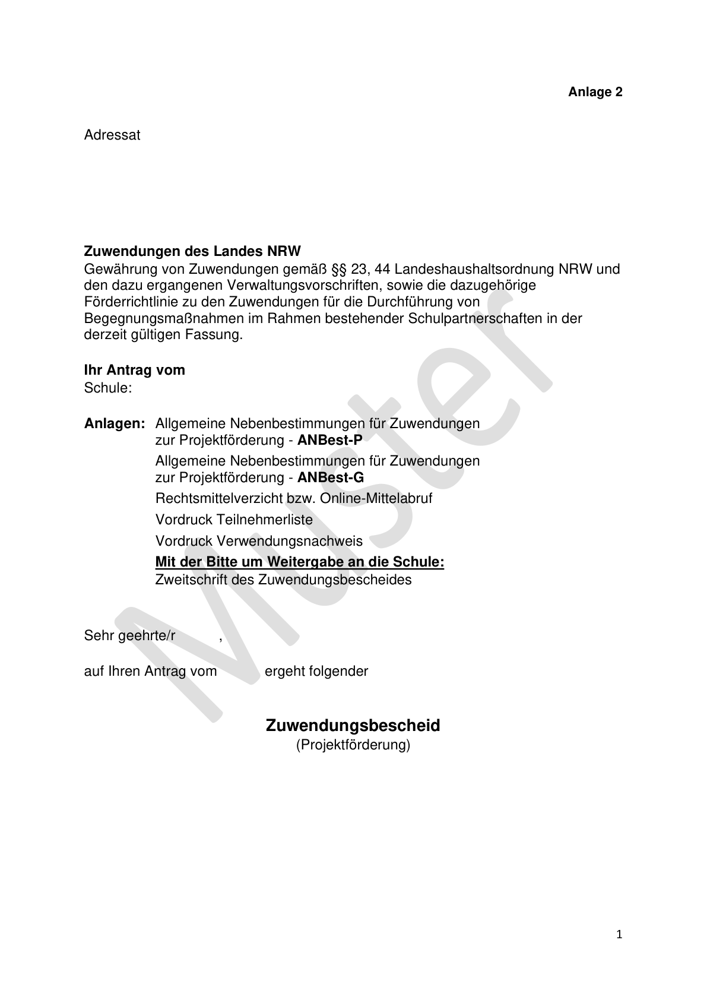 Anlage 2
Adressat
Zuwendungen des Landes NRW
Gewährung von Zuwendungen gemäß §§ 23, 44 Landeshaushaltsordnung NRW und
den dazu ergangenen Verwaltungsvorschriften, sowie die dazugehörige
Förderrichtlinie zu den Zuwendungen für die Durchführung von
Begegnungsmaßnahmen im Rahmen bestehender Schulpartnerschaften in der
derzeit gültigen Fassung.
Ihr Antrag vom
Schule:
Anlagen: Allgemeine Nebenbestimmungen für Zuwendungen
zur Projektförderung - ANBest-P
Allgemeine Nebenbestimmungen für Zuwendungen
zur Projektförderung - ANBest-G
Rechtsmittelverzicht bzw. Online-Mittelabruf
Vordruck Teilnehmerliste
Vordruck Verwendungsnachweis
Mit der Bitte um Weitergabe an die Schule:
Zweitschrift des Zuwendungsbescheides
Sehr geehrte/r ,
auf Ihren Antrag vom ergeht folgender
Zuwendungsbescheid
(Projektförderung)
1
Muster